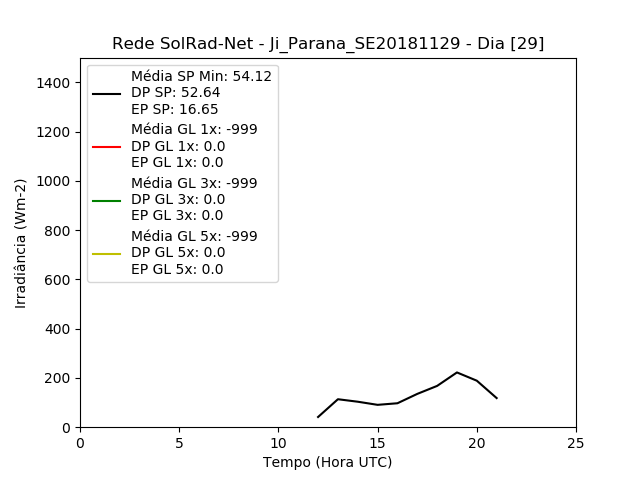 Rede SolRad-Net - Ji_Parana_SE20181129 - Dia [29]
Irradiância (Wm-2)
1400
1200
1000
800
600
400
200
0
Média SP Min: 54.12
DP SP: 52.64
EP SP: 16.65
Média GL 1x: -999
DP GL 1x: 0.0
EP GL 1x: 0.0
Média GL 3x: -999
DP GL 3x: 0.0
EP GL 3x: 0.0
Média GL 5x: -999
DP GL 5x: 0.0
EP GL 5x: 0.0
0 5 10 15 20 25
Tempo (Hora UTC)